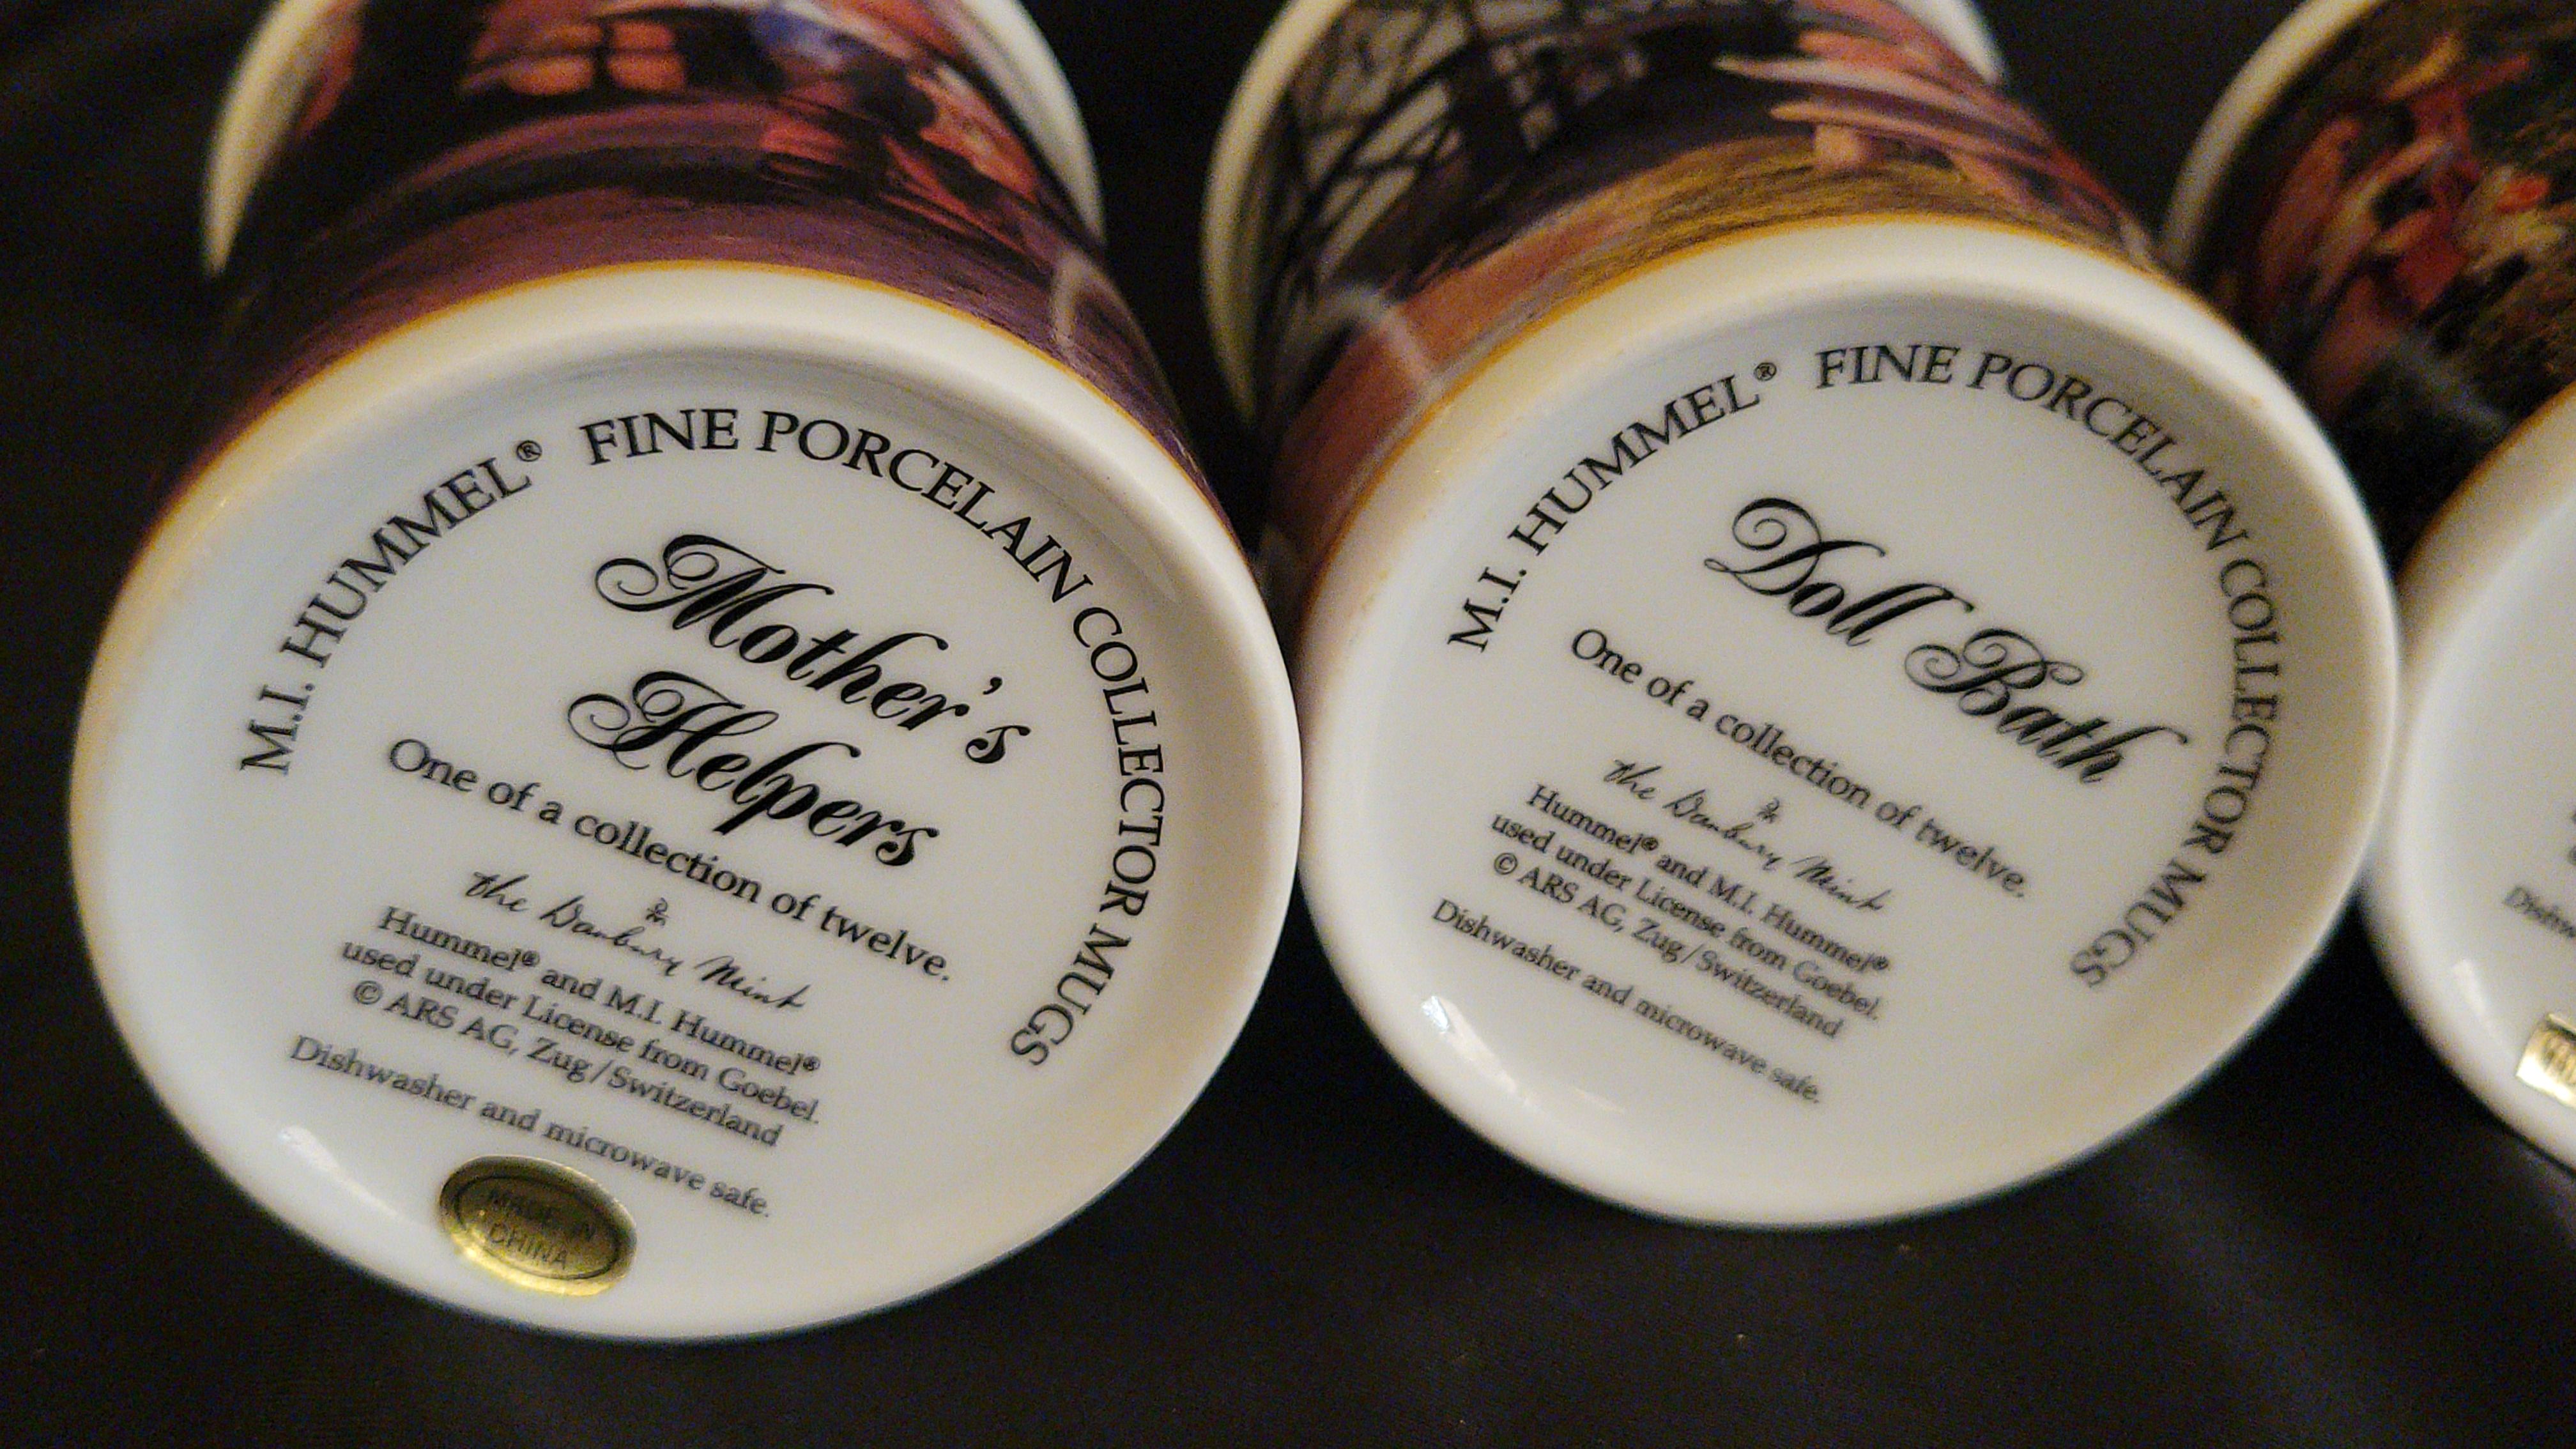 M.I. HUMMEL® FINE PORCELAIN COLLECTOR MUGS
Mother's
Helpers
One of a collection of twelve.
the Danbury Mint
Hummel® and M.I. Hummel®
used under License from Goebel.
© ARS AG, Zug/Switzerland
Dishwasher and microwave safe.
MADE IN
CHINA
M.I. HUMMEL® FINE PORCELAIN COLLECTOR MUGS
Doll Bath
One of a collection of twelve.
the Danbury Mint
Hummel® and M.I. Hummel®
used under License from Goebel.
© ARS AG, Zug/Switzerland
Dishwasher and microwave safe.